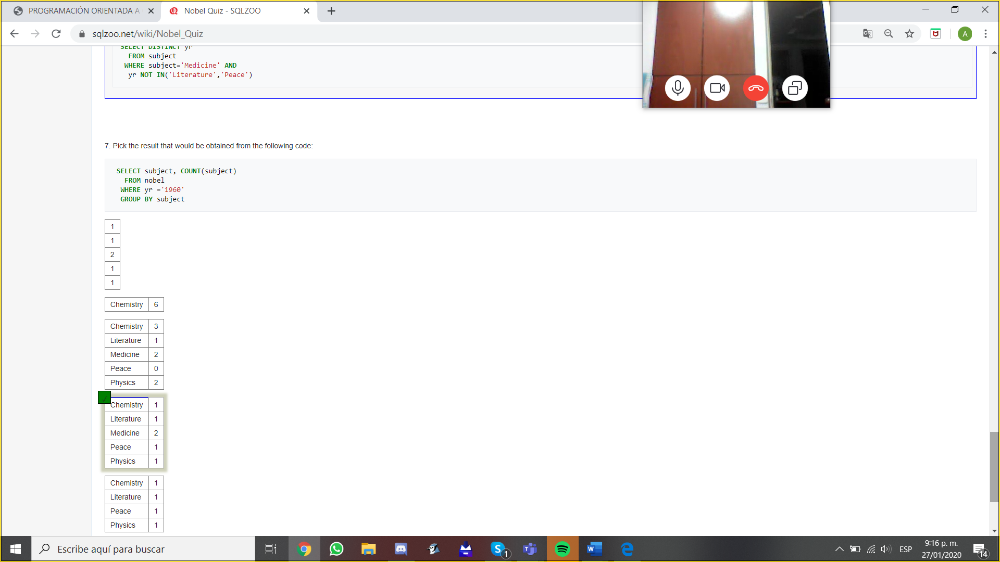 PROGRAMACIÓN ORIENTADA A
Nobel Quiz - SQLZOO
sqlzoo.net/wiki/Nobel_Quiz
A
SELECT DISTINCT yr
FROM subject
WHERE subject='Medicine' AND
yr NOT IN('Literature','Peace')
7. Pick the result that would be obtained from the following code:
SELECT subject, COUNT(subject)
FROM nobel
WHERE yr ='1960'
GROUP BY subject
1
1
2
1
1
Chemistry 6
Chemistry 3
Literature 1
Medicine 2
Peace 0
Physics 2
Chemistry 1
Literature 1
Medicine 2
Peace 1
Physics 1
Chemistry 1
Literature 1
Peace 1
Physics 1
Escribe aquí para buscar
S 1
T
W
ESP
9:16 p. m.
27/01/2020
14